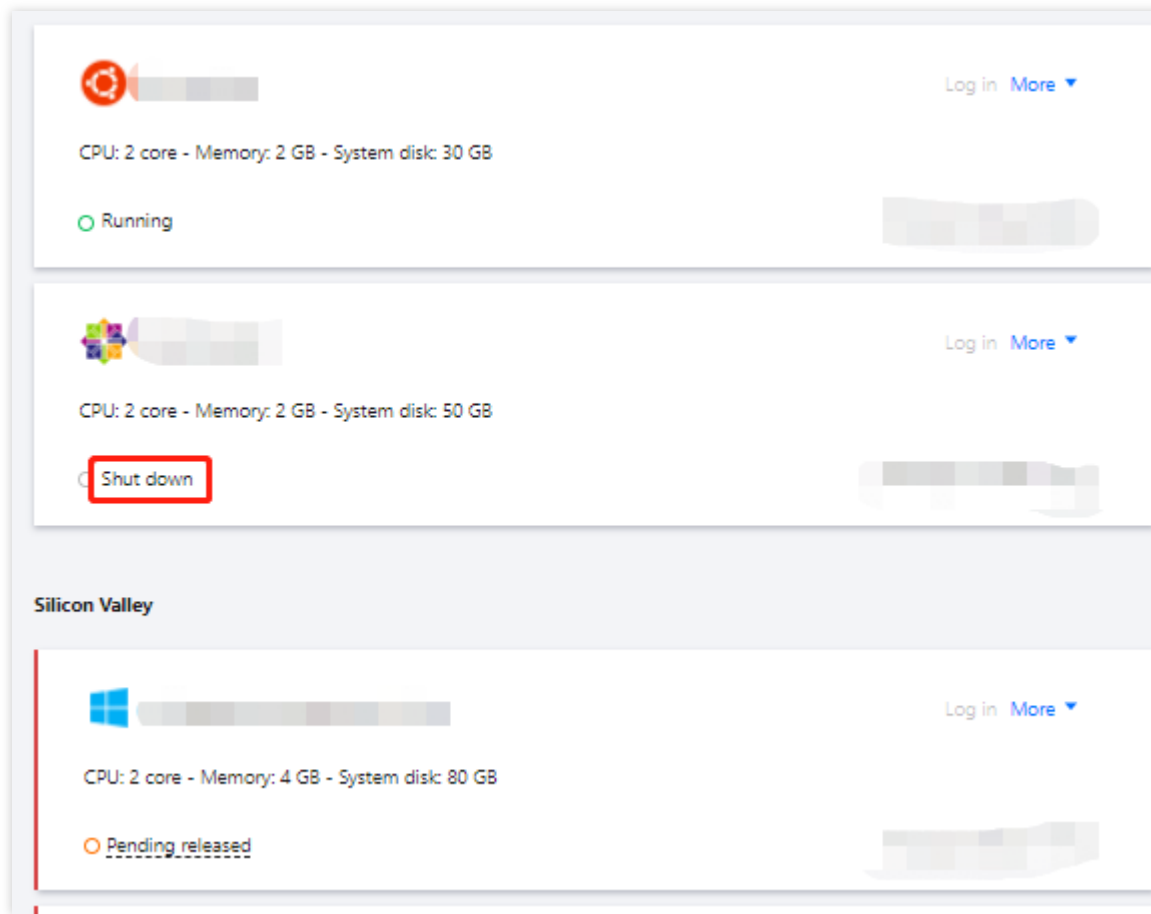 Log in More
CPU: 2 core - Memory: 2 GB - System disk: 30 GB
Running
Log in More
CPU: 2 core - Memory: 2 GB - System disk: 50 GB
Shut down
Silicon Valley
Log in More
CPU: 2 core - Memory: 4 GB - System disk: 80 GB
Pending released